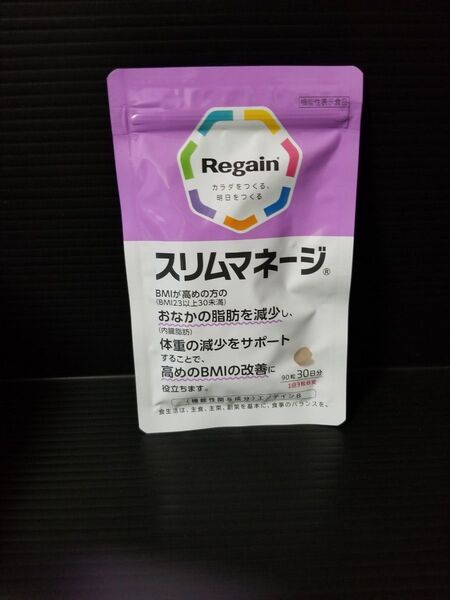 機能性表示食品
Regain®
カラダをつくる、
明日をつくる
スリムマネージ®
BMIが高めの方の
(BMI23以上30未満)
おなかの脂肪を減少し、
(内臓脂肪)
体重の減少をサポート
することで、
高めのBMIの改善に
役立ちます。
90粒 30日分
1日3粒目安
〈機能性関与成分〉エノテインB
食生活は、主食、主菜、副菜を基本に、食事のバランスを。